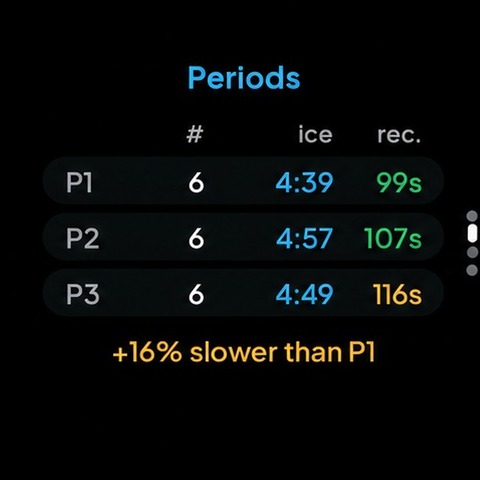 Periods
# ice rec.
P1 6 4:39 99s
P2 6 4:57 107s
P3 6 4:49 116s
+16% slower than P1